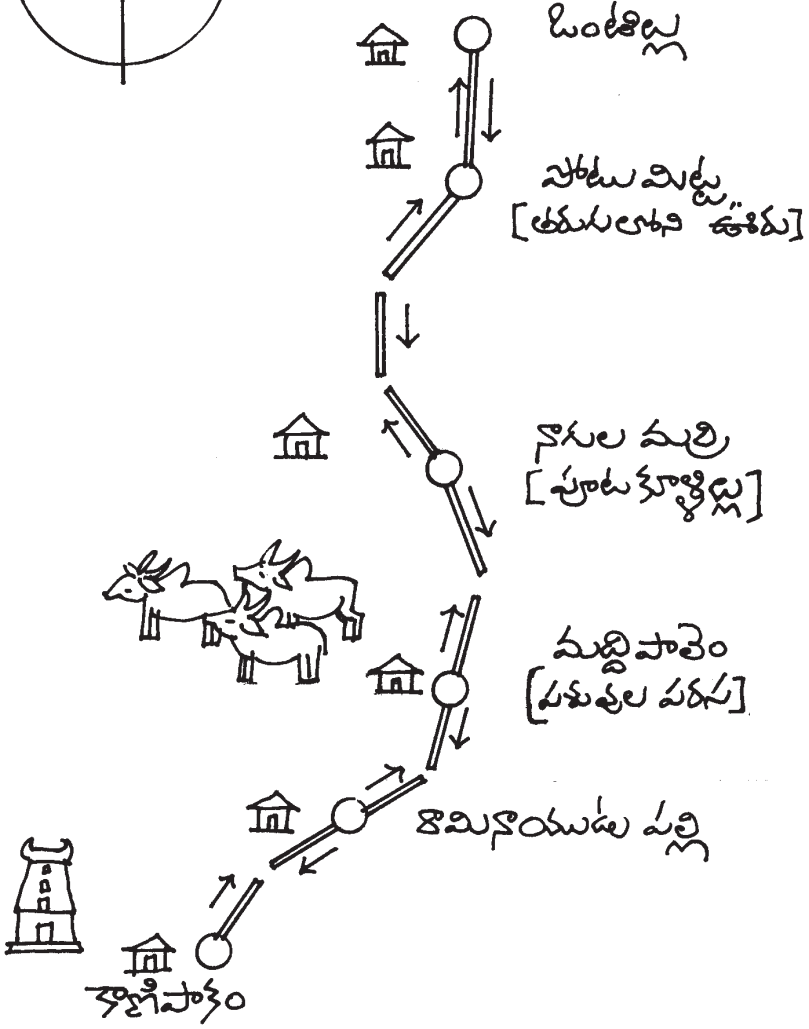 ఒంటిల్లు
పోటు మిట్ట
[తరుగులోని ఊరు]
నాగుల మర్రి
[పూటకూళ్లిల్లు]
మద్దిపాలెం
[పశువుల పరస]
రామినాయుడు పల్లి
కాణిపాకం